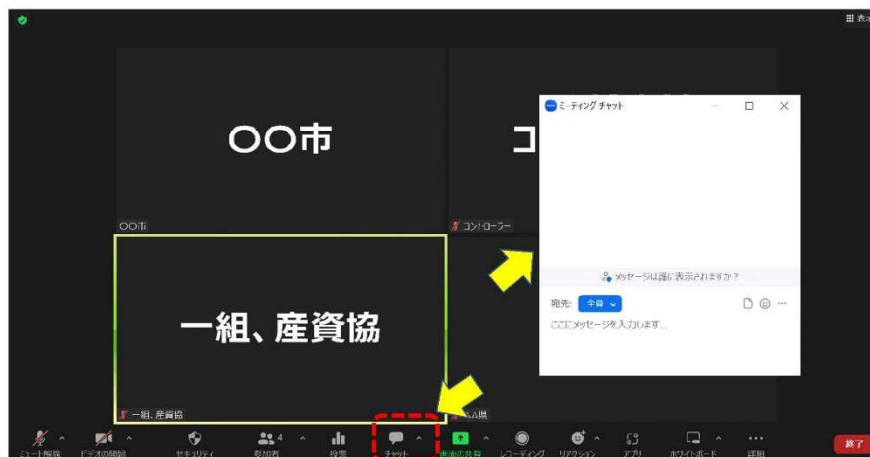 表示
〇〇市
コ
ミーティング チャット
〇〇市
コントローラー
メッセージは誰に表示されますか？
宛先: 全員
ここにメッセージを入力します...
一組、産資協
一組、産資協
△△県
4
ミュート解除 ビデオの開始 セキュリティ 参加者 投票 チャット 画面の共有 レコーディング リアクション アプリ ホワイトボード 詳細
終了